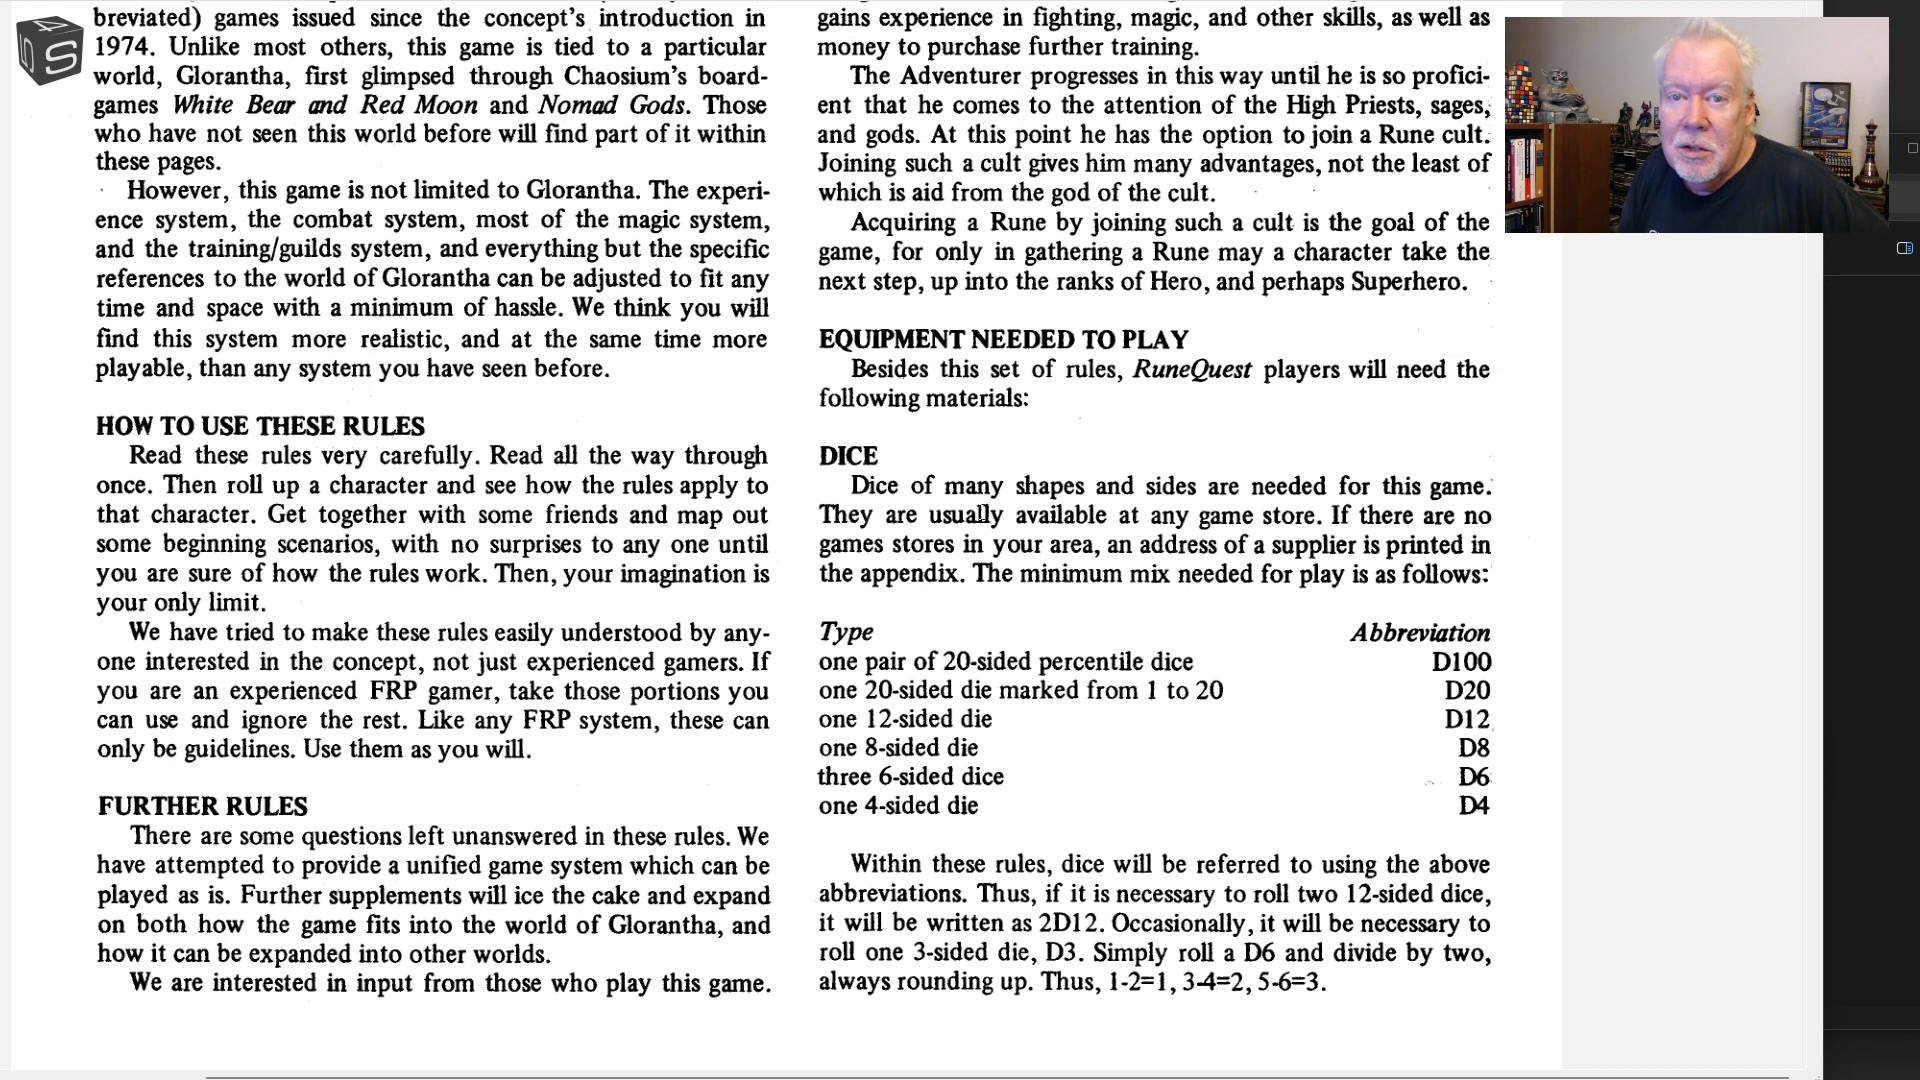 breviated) games issued since the concept's introduction in
1974. Unlike most others, this game is tied to a particular
world, Glorantha, first glimpsed through Chaosium's board-
games White Bear and Red Moon and Nomad Gods. Those
who have not seen this world before will find part of it within
these pages.
However, this game is not limited to Glorantha. The experi-
ence system, the combat system, most of the magic system,
and the training/guilds system, and everything but the specific
references to the world of Glorantha can be adjusted to fit any
time and space with a minimum of hassle. We think you will
find this system more realistic, and at the same time more
playable, than any system you have seen before.
HOW TO USE THESE RULES
Read these rules very carefully. Read all the way through
once. Then roll up a character and see how the rules apply to
that character. Get together with some friends and map out
some beginning scenarios, with no surprises to any one until
you are sure of how the rules work. Then, your imagination is
your only limit.
We have tried to make these rules easily understood by any-
one interested in the concept, not just experienced gamers. If
you are an experienced FRP gamer, take those portions you
can use and ignore the rest. Like any FRP system, these can
only be guidelines. Use them as you will.
FURTHER RULES
There are some questions left unanswered in these rules. We
have attempted to provide a unified game system which can be
played as is. Further supplements will ice the cake and expand
on both how the game fits into the world of Glorantha, and
how it can be expanded into other worlds.
We are interested in input from those who play this game.
gains experience in fighting, magic, and other skills, as well as
money to purchase further training.
The Adventurer progresses in this way until he is so profici-
ent that he comes to the attention of the High Priests, sages,
and gods. At this point he has the option to join a Rune cult.
Joining such a cult gives him many advantages, not the least of
which is aid from the god of the cult.
Acquiring a Rune by joining such a cult is the goal of the
game, for only in gathering a Rune may a character take the
next step, up into the ranks of Hero, and perhaps Superhero.
EQUIPMENT NEEDED TO PLAY
Besides this set of rules, RuneQuest players will need the
following materials:
DICE
Dice of many shapes and sides are needed for this game.
They are usually available at any game store. If there are no
games stores in your area, an address of a supplier is printed in
the appendix. The minimum mix needed for play is as follows:
Type Abbreviation
one pair of 20-sided percentile dice D100
one 20-sided die marked from 1 to 20 D20
one 12-sided die D12
one 8-sided die D8
three 6-sided dice D6
one 4-sided die D4
Within these rules, dice will be referred to using the above
abbreviations. Thus, if it is necessary to roll two 12-sided dice,
it will be written as 2D12. Occasionally, it will be necessary to
roll one 3-sided die, D3. Simply roll a D6 and divide by two,
always rounding up. Thus, 1-2=1, 3-4=2, 5-6=3.